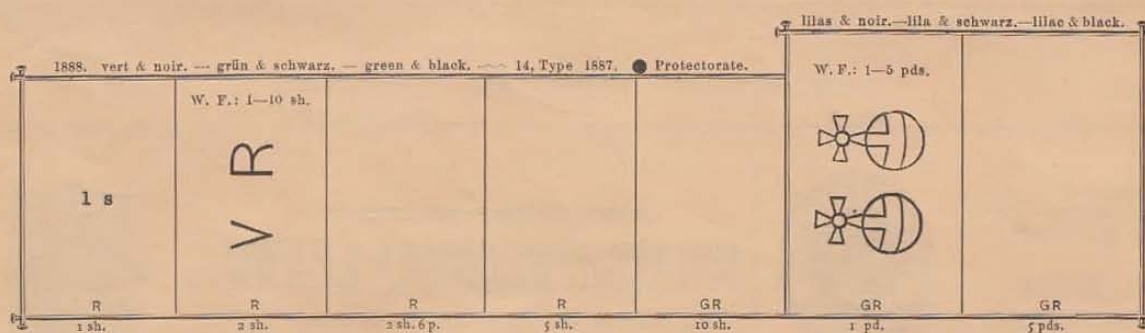 lilas & noir.—lila & schwarz.—lilac & black.
1888. vert & noir. — grün & schwarz. — green & black. 14, Type 1887. ● Protectorate.
W. F.: 1—5 pds.
W. F.: 1—10 sh.
V R
1 s
R R R R GR GR GR
1 sh. 2 sh. 2 sh. 6 p. 5 sh. 10 sh. 1 pd. 5 pds.